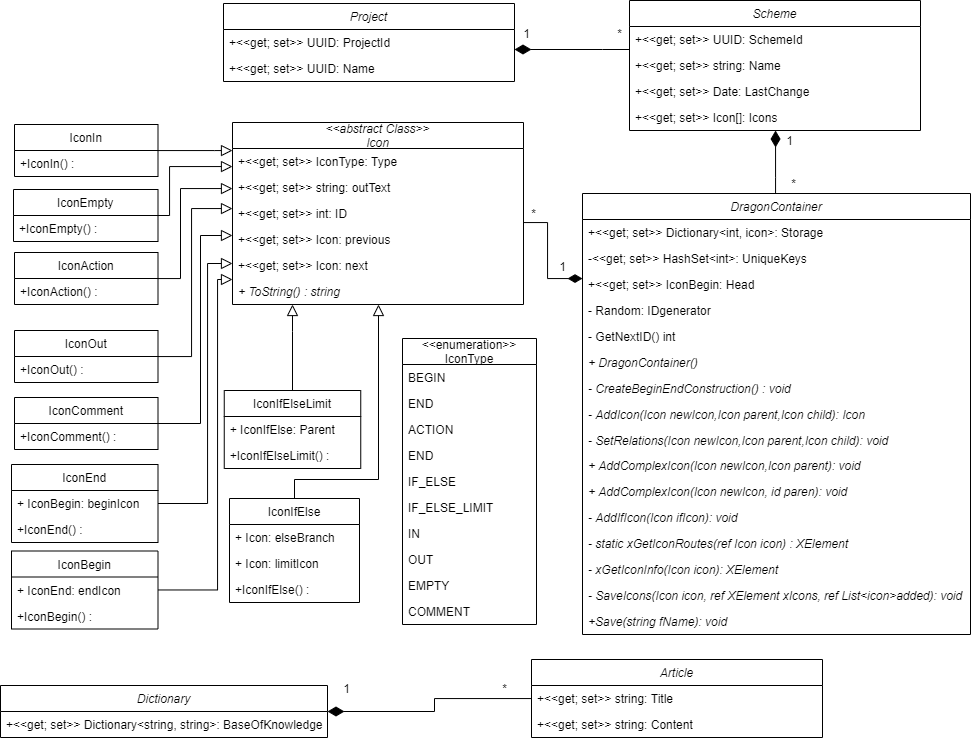 Project
+<<get; set>> UUID: ProjectId
+<<get; set>> UUID: Name
1
*
Scheme
+<<get; set>> UUID: SchemeId
+<<get; set>> string: Name
+<<get; set>> Date: LastChange
+<<get; set>> Icon[]: Icons
1
*
IconIn
+IconIn() :
IconEmpty
+IconEmpty() :
IconAction
+IconAction() :
IconOut
+IconOut() :
IconComment
+IconComment() :
IconEnd
+ IconBegin: beginIcon
+IconEnd() :
IconBegin
+ IconEnd: endIcon
+IconBegin() :
<<abstract Class>>
Icon
+<<get; set>> IconType: Type
+<<get; set>> string: outText
+<<get; set>> int: ID
+<<get; set>> Icon: previous
+<<get; set>> Icon: next
+ ToString() : string
*
1
IconIfElseLimit
+ IconIfElse: Parent
+IconIfElseLimit() :
IconIfElse
+ Icon: elseBranch
+ Icon: limitIcon
+IconIfElse() :
<<enumeration>>
IconType
BEGIN
END
ACTION
END
IF_ELSE
IF_ELSE_LIMIT
IN
OUT
EMPTY
COMMENT
DragonContainer
+<<get; set>> Dictionary<int, icon>: Storage
-<<get; set>> HashSet<int>: UniqueKeys
+<<get; set>> IconBegin: Head
- Random: IDgenerator
- GetNextID() int
+ DragonContainer()
- CreateBeginEndConstruction() : void
- AddIcon(Icon newIcon,Icon parent,Icon child): Icon
- SetRelations(Icon newIcon,Icon parent,Icon child): void
+ AddComplexIcon(Icon newIcon,Icon parent): void
+ AddComplexIcon(Icon newIcon, id paren): void
- AddIfIcon(Icon ifIcon): void
- static xGetIconRoutes(ref Icon icon) : XElement
- xGetIconInfo(Icon icon): XElement
- SaveIcons(Icon icon, ref XElement xIcons, ref List<icon>added): void
+Save(string fName): void
Dictionary
+<<get; set>> Dictionary<string, string>: BaseOfKnowledge
1
*
Article
+<<get; set>> string: Title
+<<get; set>> string: Content